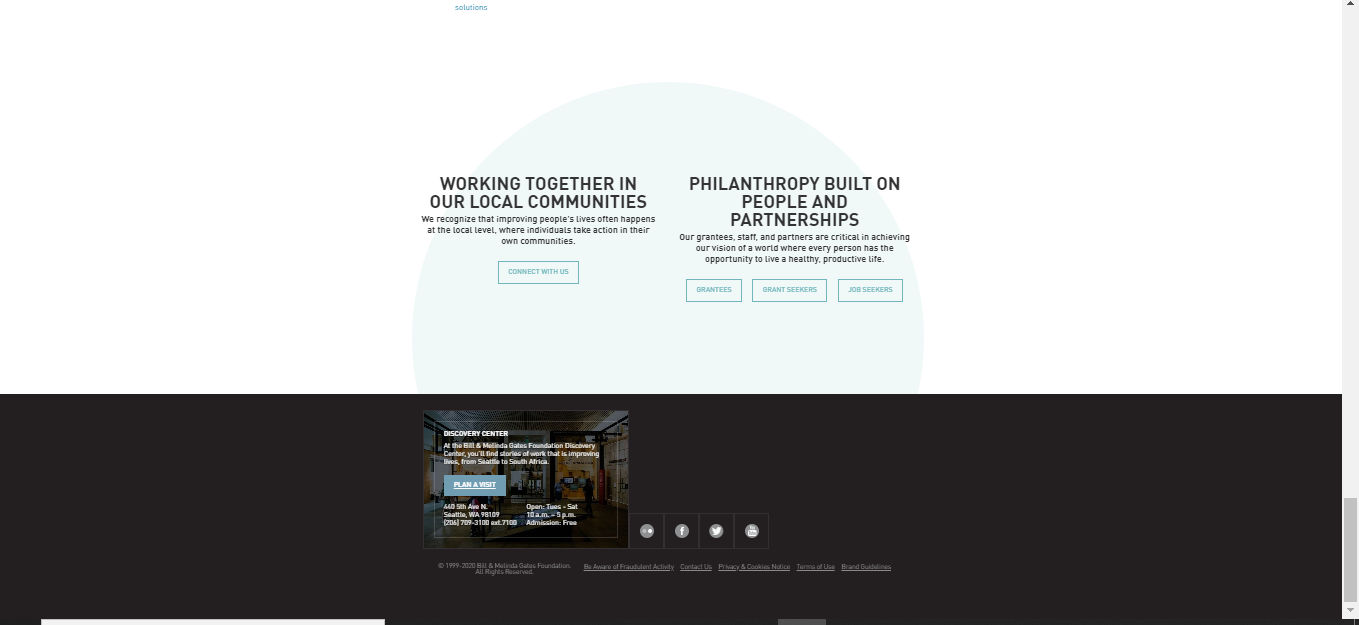 solutions
WORKING TOGETHER IN
OUR LOCAL COMMUNITIES
We recognize that improving people's lives often happens
at the local level, where individuals take action in their
own communities.
CONNECT WITH US
PHILANTHROPY BUILT ON
PEOPLE AND
PARTNERSHIPS
Our grantees, staff, and partners are critical in achieving
our vision of a world where every person has the
opportunity to live a healthy, productive life.
GRANTEES GRANT SEEKERS JOB SEEKERS
DISCOVERY CENTER
At the Bill & Melinda Gates Foundation Discovery
Center, you'll find stories of work that is improving
lives, from Seattle to South Africa.
PLAN A VISIT
440 5th Ave N.
Seattle, WA 98109
(206) 709-3100 ext.7100
Open: Tues - Sat
10 a.m. – 5 p.m.
Admission: Free
© 1999-2020 Bill & Melinda Gates Foundation.
All Rights Reserved.
Be Aware of Fraudulent Activity Contact Us Privacy & Cookies Notice Terms of Use Brand Guidelines